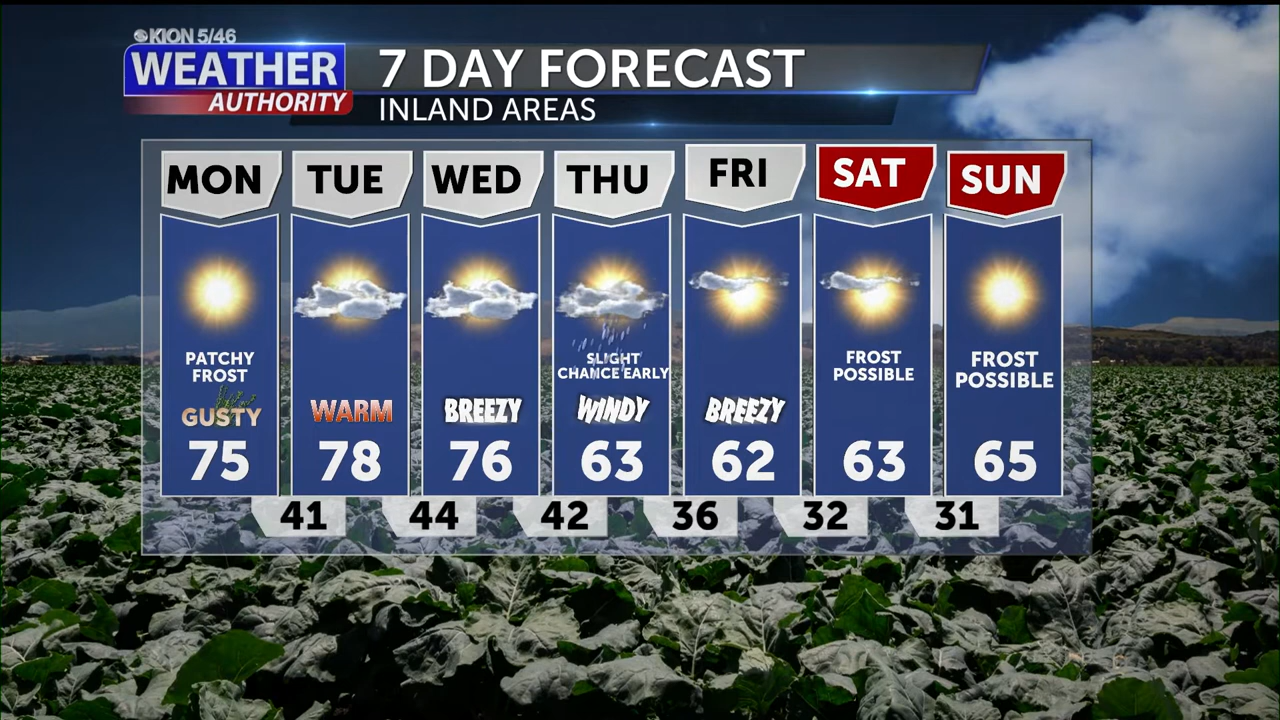 KION 5/46
WEATHER
AUTHORITY
7 DAY FORECAST
INLAND AREAS
MON
TUE
WED
THU
FRI
SAT
SUN
PATCHY
FROST
GUSTY
75
WARM
78
BREEZY
76
SLIGHT
CHANCE EARLY
WINDY
63
BREEZY
62
FROST
POSSIBLE
63
FROST
POSSIBLE
65
41
44
42
36
32
31